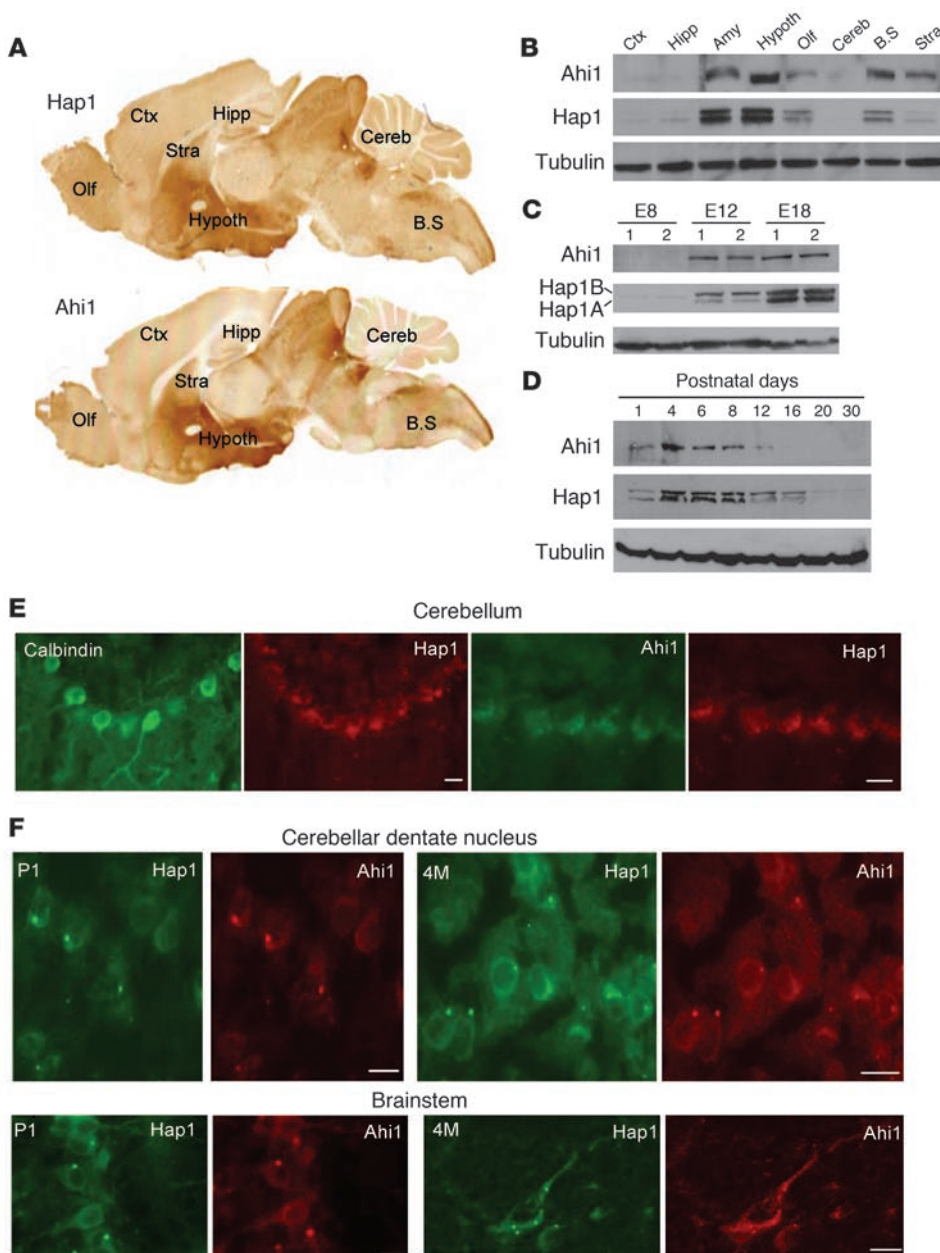 A
Hap1
Ctx
Hipp
Stra
Cereb
Olf
Hypoth
B.S
Ahi1
Ctx
Hipp
Cereb
Stra
Olf
Hypoth
B.S
B
Ctx Hipp Amy Hypoth Olf Cereb B.S Stra
Ahi1
Hap1
Tubulin
C
E8 E12 E18
1 2 1 2 1 2
Ahi1
Hap1B
Hap1A
Tubulin
D
Postnatal days
1 4 6 8 12 16 20 30
Ahi1
Hap1
Tubulin
E
Cerebellum
Calbindin Hap1 Ahi1 Hap1
F
Cerebellar dentate nucleus
P1 Hap1 Ahi1 4M Hap1 Ahi1
Brainstem
P1 Hap1 Ahi1 4M Hap1 Ahi1